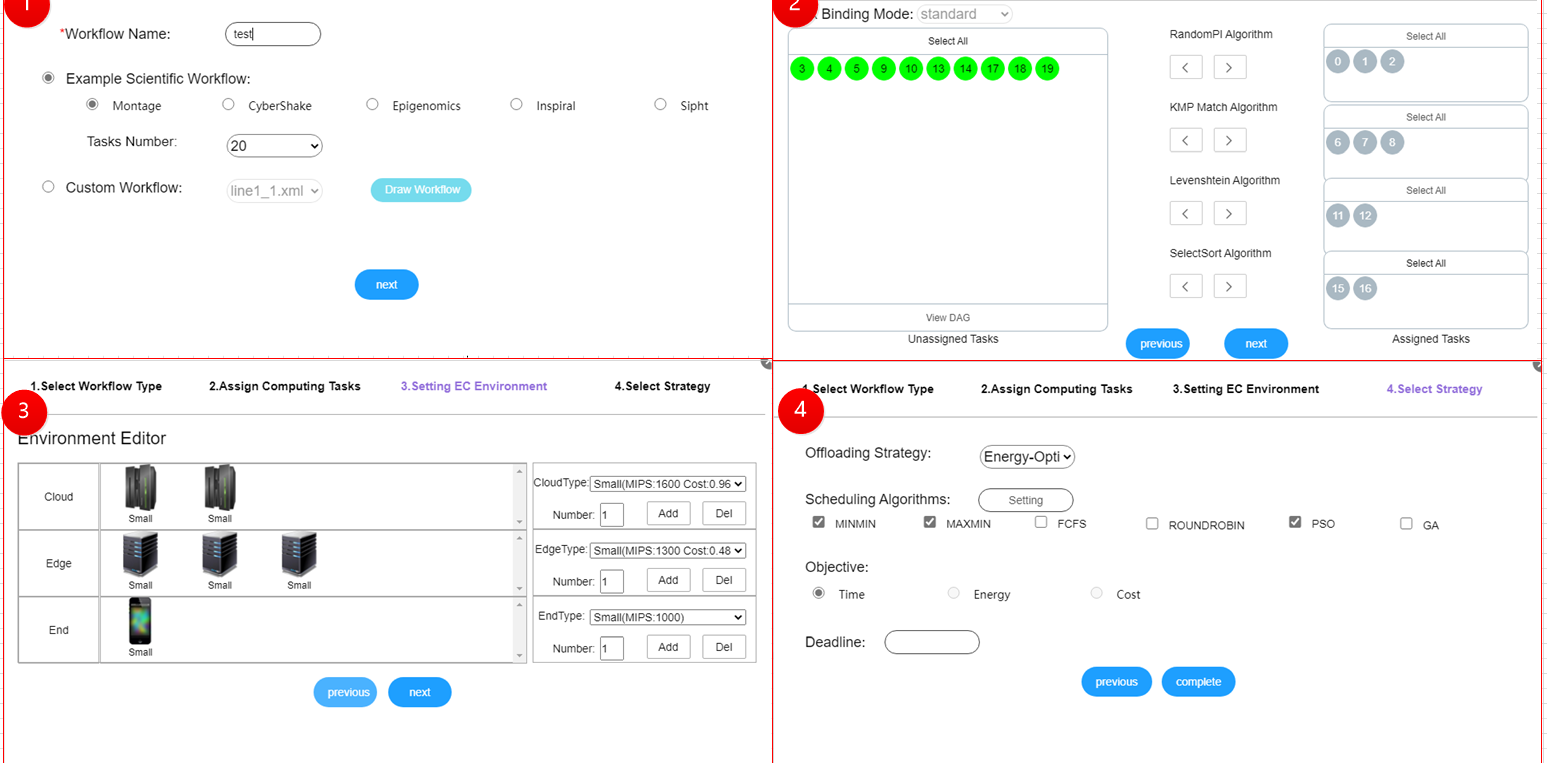 1
*Workflow Name: test
Example Scientific Workflow:
Montage CyberShake Epigenomics Inspiral Sipht
Tasks Number: 20
Custom Workflow: line1_1.xml Draw Workflow
next
2
Binding Mode: standard
Select All
3 4 5 9 10 13 14 17 18 19
View DAG
Unassigned Tasks
RandomPI Algorithm
< >
KMP Match Algorithm
< >
Levenshtein Algorithm
< >
SelectSort Algorithm
< >
previous next
Select All
0 1 2
Select All
6 7 8
Select All
11 12
Select All
15 16
Assigned Tasks
3
1.Select Workflow Type 2.Assign Computing Tasks 3.Setting EC Environment 4.Select Strategy
Environment Editor
Cloud
Small Small
CloudType: Small(MIPS:1600 Cost:0.96
Number: 1 Add Del
Edge
Small Small Small
EdgeType: Small(MIPS:1300 Cost:0.48
Number: 1 Add Del
End
Small
EndType: Small(MIPS:1000)
Number: 1 Add Del
previous next
4
1.Select Workflow Type 2.Assign Computing Tasks 3.Setting EC Environment 4.Select Strategy
Offloading Strategy: Energy-Opti
Scheduling Algorithms: Setting
MINMIN MAXMIN FCFS ROUNDROBIN PSO GA
Objective:
Time Energy Cost
Deadline:
previous complete